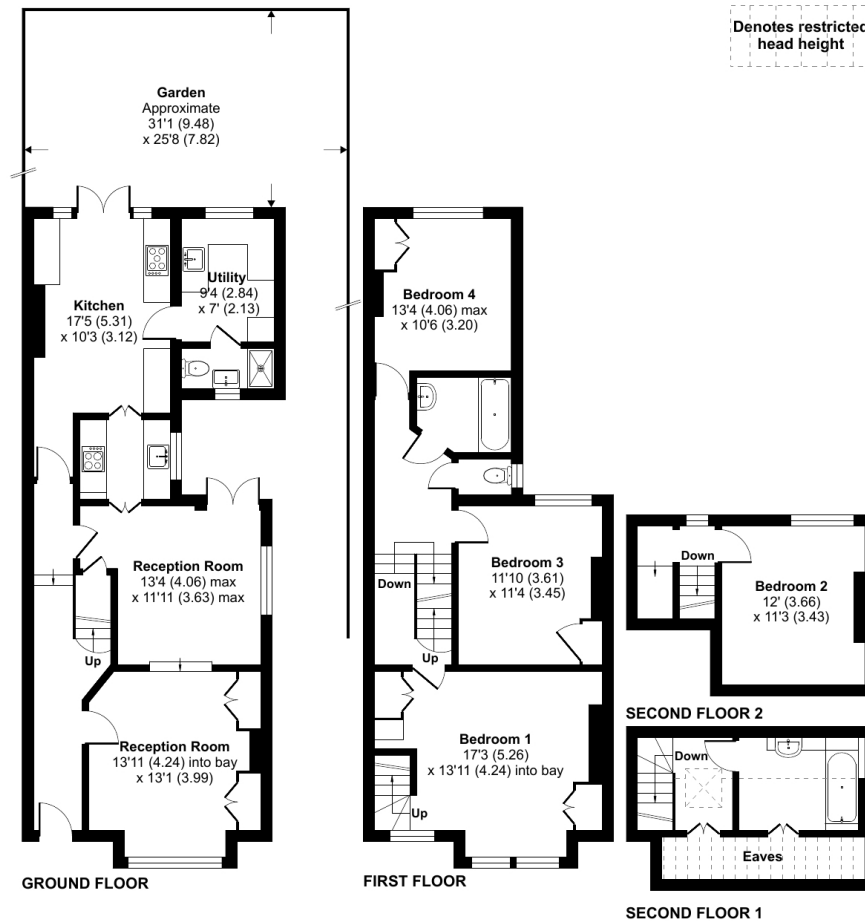 Denotes restricted
head height
Garden
Approximate
31'1 (9.48)
x 25'8 (7.82)
Kitchen
17'5 (5.31)
x 10'3 (3.12)
Utility
9'4 (2.84)
x 7' (2.13)
Reception Room
13'4 (4.06) max
x 11'11 (3.63) max
Up
Reception Room
13'11 (4.24) into bay
x 13'1 (3.99)
GROUND FLOOR
Bedroom 4
13'4 (4.06) max
x 10'6 (3.20)
Bedroom 3
11'10 (3.61)
x 11'4 (3.45)
Down
Up
Bedroom 1
17'3 (5.26)
x 13'11 (4.24) into bay
Up
FIRST FLOOR
Down
Bedroom 2
12' (3.66)
x 11'3 (3.43)
SECOND FLOOR 2
Down
Eaves
SECOND FLOOR 1